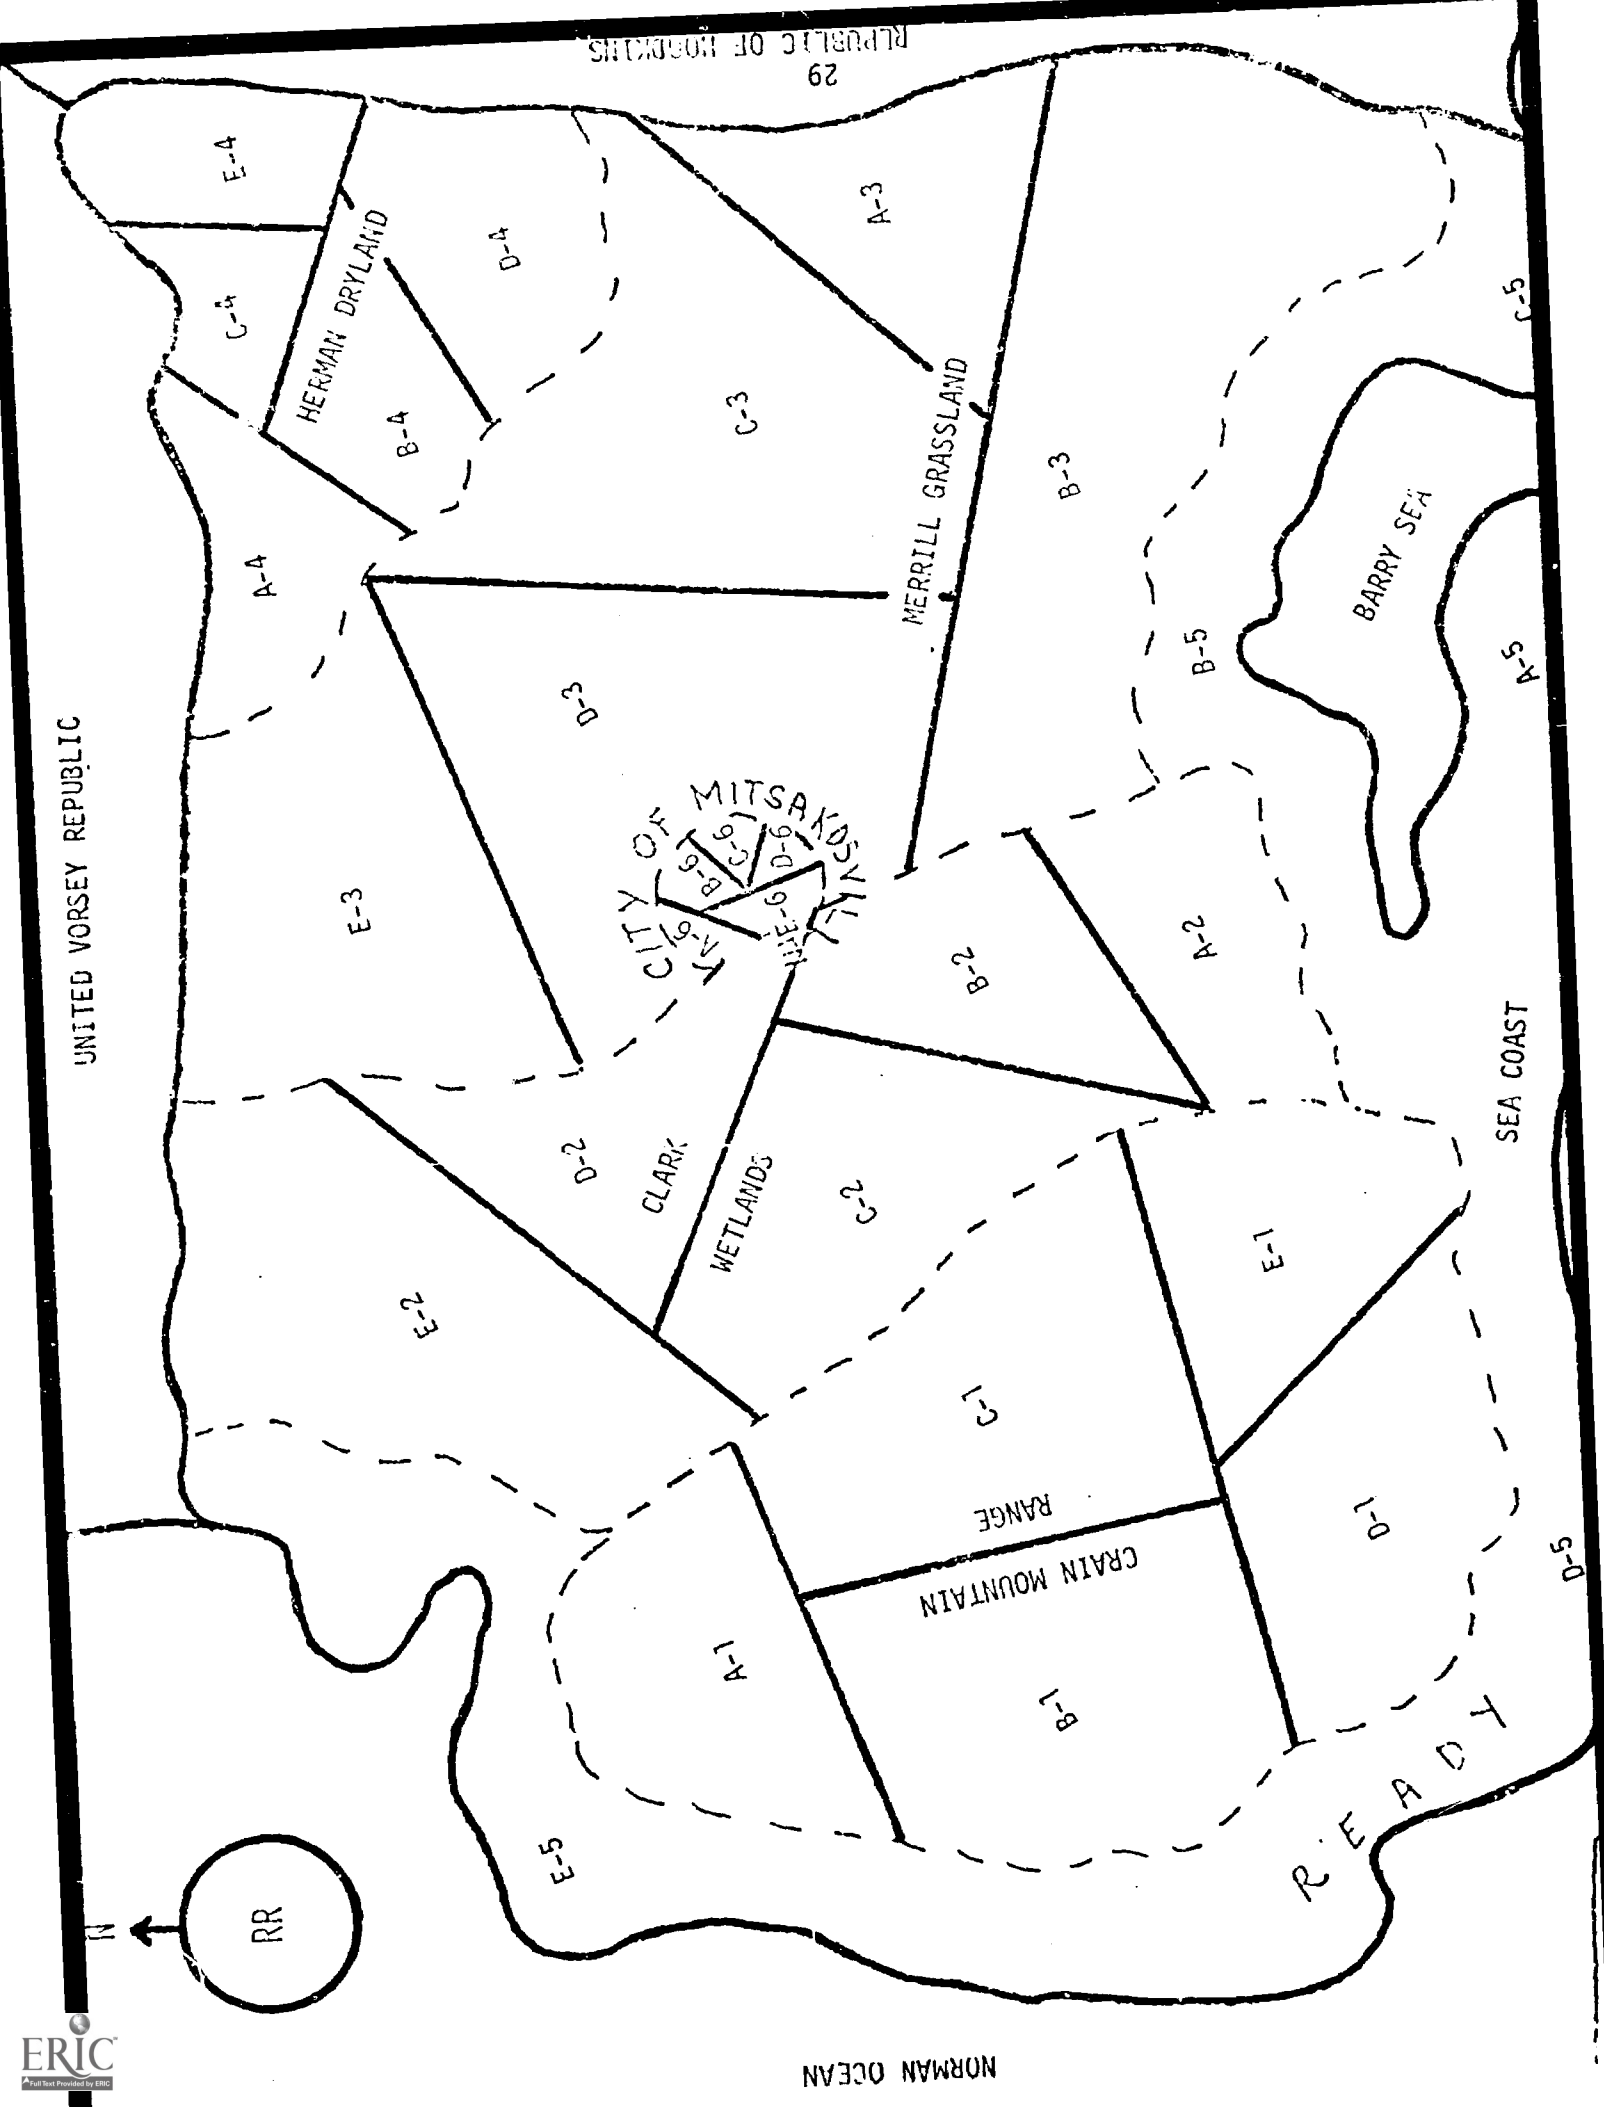 UNITED VORSEY REPUBLIC
REPUBLIC OF HORDKINS
29
E-4
C-4
HERMAN DRYLAND
D-4
B-4
A-4
A-3
C-3
MERRILL GRASSLAND
B-3
D-3
E-3
CITY OF MITSAKOSVILLE
A-6
B-6
C-6
D-6
E-6
C-5
BARRY SEA
B-5
A-5
A-2
B-2
D-2
CLARK
WETLANDS
C-2
E-2
SEA COAST
E-1
C-1
RANGE
CRAIN MOUNTAIN
D-1
A-1
B-1
D-5
E-5
READT
N
RR
NORMAN OCEAN
ERIC
Full Text Provided by ERIC